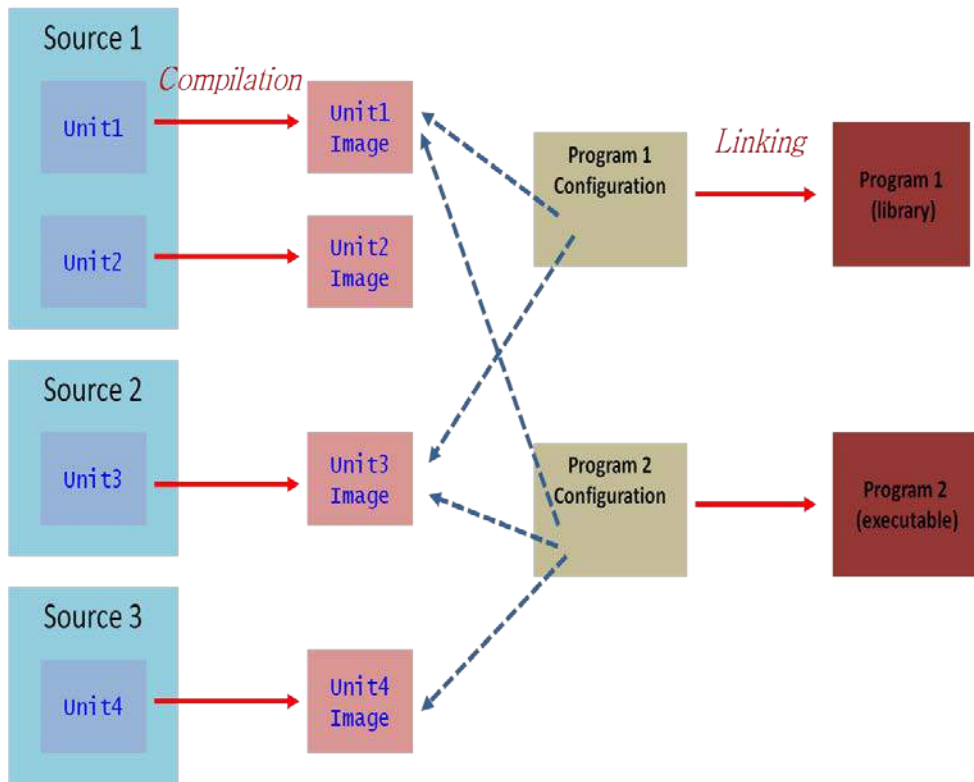 Source 1
Compilation
Unit1
Unit1
Image
Unit2
Unit2
Image
Program 1
Configuration
Linking
Program 1
(library)
Source 2
Unit3
Unit3
Image
Program 2
Configuration
Program 2
(executable)
Source 3
Unit4
Unit4
Image